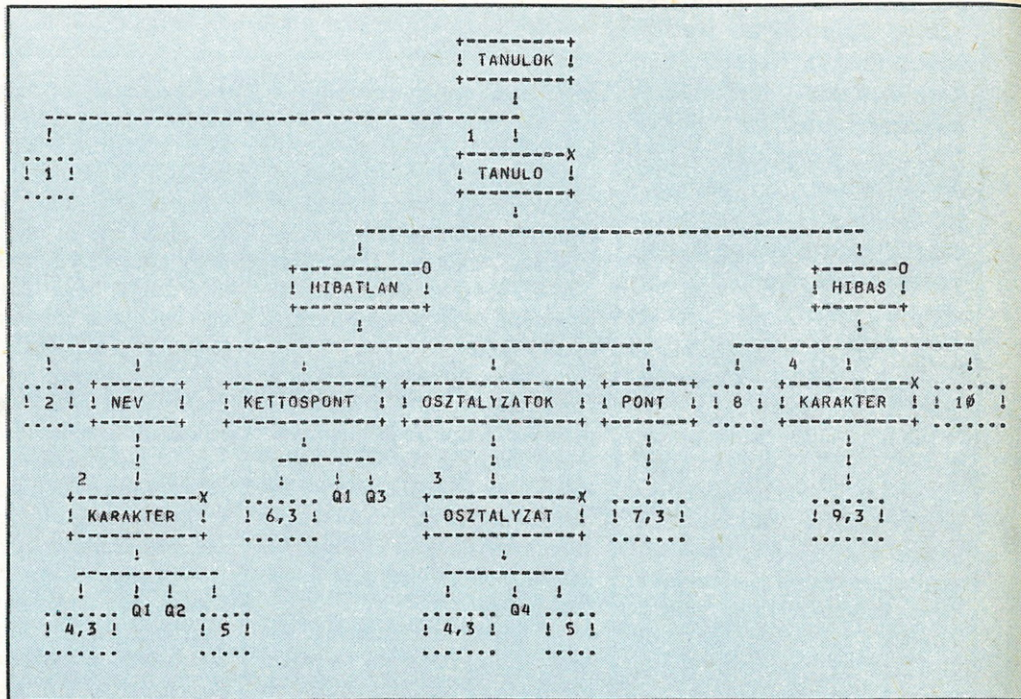 TANULOK
1
1 TANULO X
O O
HIBATLAN HIBAS
4
2 NEV KETTOSPONT OSZTALYZATOK PONT 8 KARAKTER X 10
2 Q1 Q3 3
KARAKTER X 6,3 OSZTALYZAT X 7,3 9,3
Q1 Q2 Q4
4,3 5 4,3 5